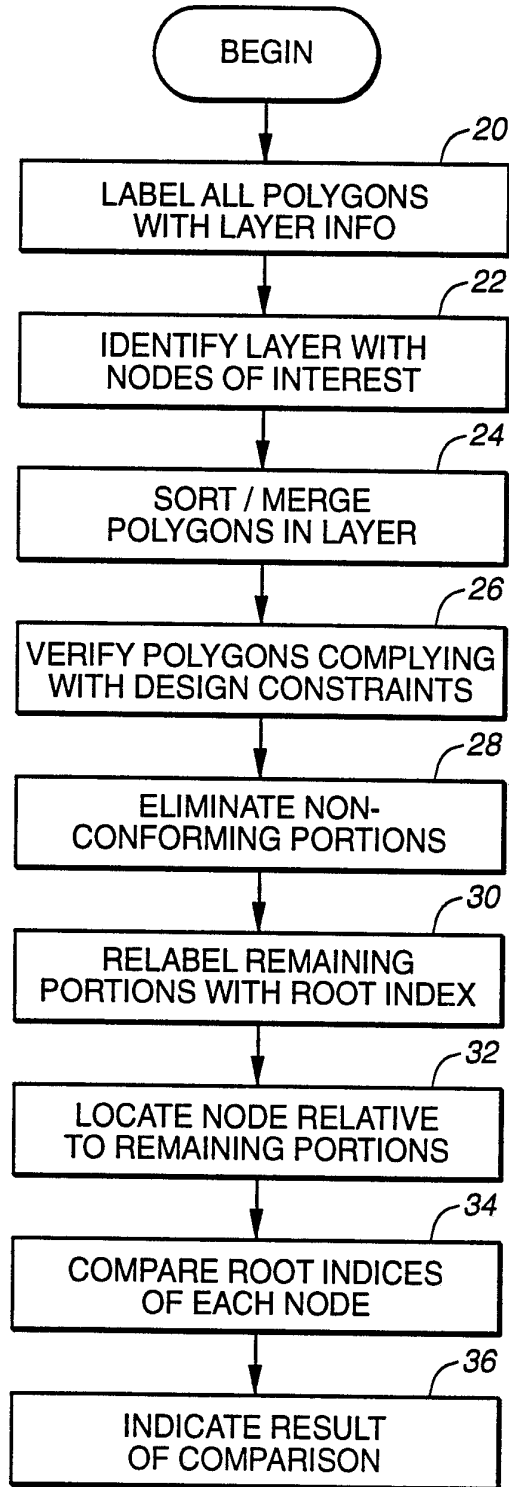 BEGIN
20
LABEL ALL POLYGONS
WITH LAYER INFO
22
IDENTIFY LAYER WITH
NODES OF INTEREST
24
SORT / MERGE
POLYGONS IN LAYER
26
VERIFY POLYGONS COMPLYING
WITH DESIGN CONSTRAINTS
28
ELIMINATE NON-
CONFORMING PORTIONS
30
RELABEL REMAINING
PORTIONS WITH ROOT INDEX
32
LOCATE NODE RELATIVE
TO REMAINING PORTIONS
34
COMPARE ROOT INDICES
OF EACH NODE
36
INDICATE RESULT
OF COMPARISON